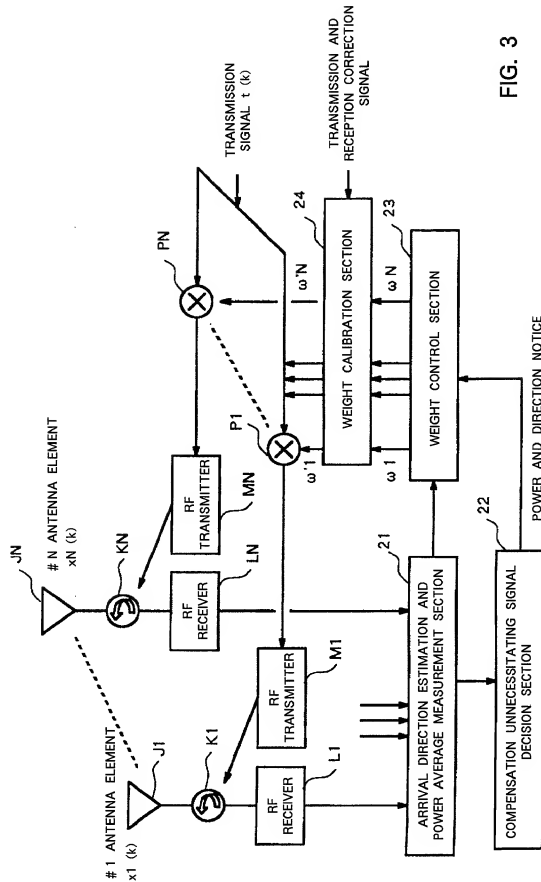 # 1 ANTENNA ELEMENT
x1 (k)
J1
K1
RF
RECEIVER
L1
# N ANTENNA ELEMENT
xN (k)
JN
KN
RF
RECEIVER
LN
RF
TRANSMITTER
M1
RF
TRANSMITTER
MN
P1
PN
TRANSMISSION
SIGNAL t (k)
21
ARRIVAL DIRECTION ESTIMATION AND
POWER AVERAGE MEASUREMENT SECTION
22
COMPENSATION UNNECESSITATING SIGNAL
DECISION SECTION
POWER AND DIRECTION NOTICE
ω1'
ω1
ωN'
ωN
24
WEIGHT CALIBRATION SECTION
23
WEIGHT CONTROL SECTION
TRANSMISSION AND
RECEPTION CORRECTION
SIGNAL
FIG. 3